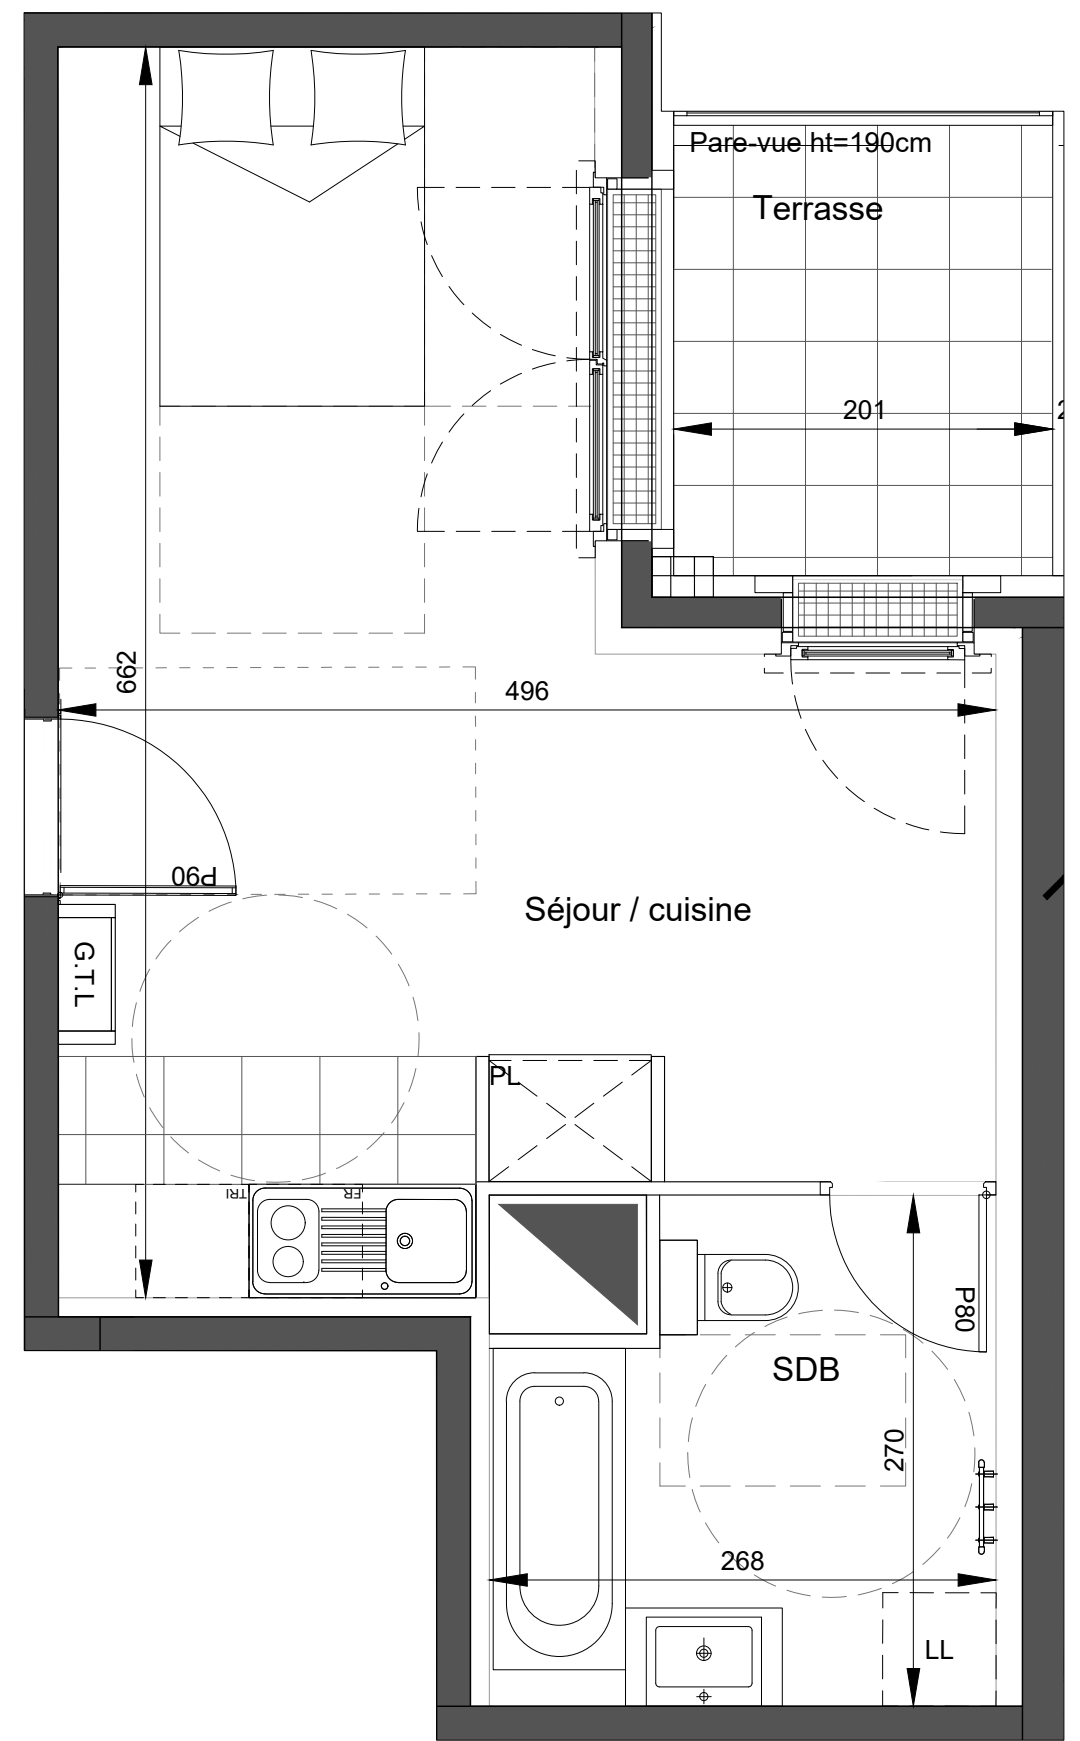 Pare-vue ht=190cm
Terrasse
201
2
662
496
P90
Séjour / cuisine
G.T.L
PL
TRI
FR
P80
SDB
270
268
LL